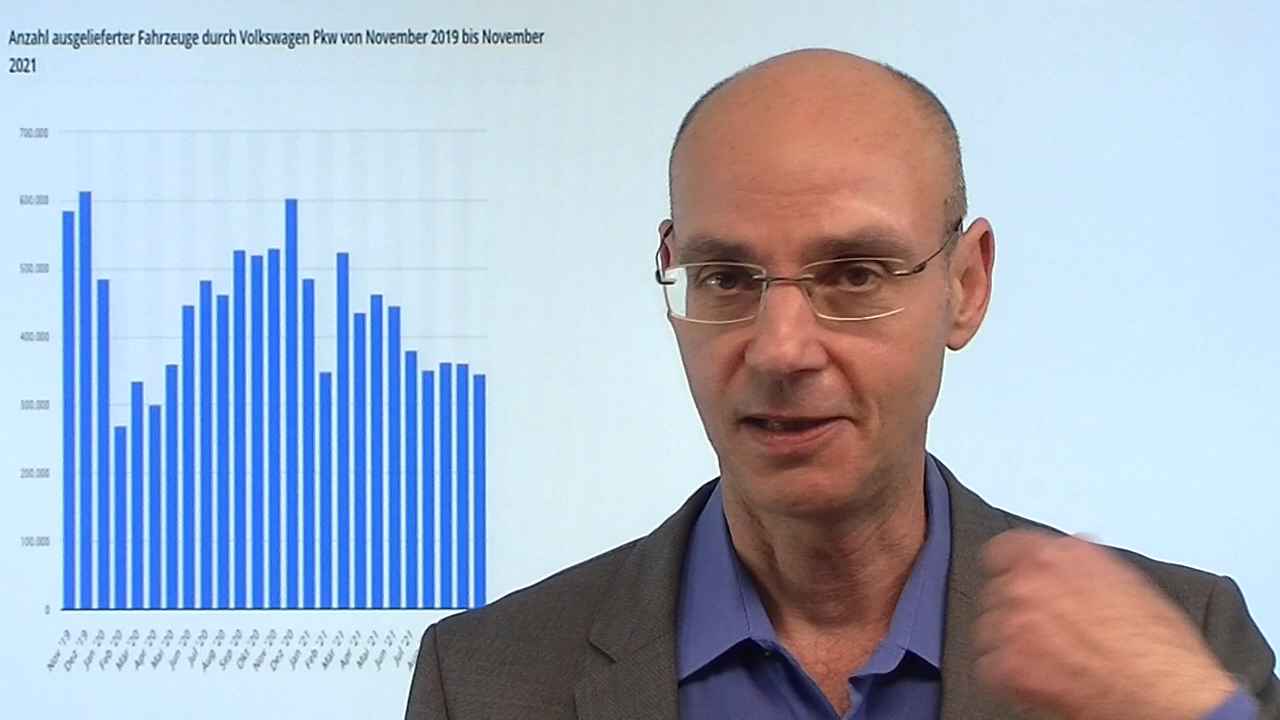 Anzahl ausgelieferter Fahrzeuge durch Volkswagen Pkw von November 2019 bis November
2021
700.000
600.000
500.000
400.000
300.000
200.000
100.000
0
Nov '19
Dez '19
Jan '20
Feb '20
Mär '20
Apr '20
Mai '20
Jun '20
Jul '20
Aug '20
Sep '20
Okt '20
Nov '20
Dez '20
Jan '21
Feb '21
Mär '21
Apr '21
Mai '21
Jun '21
Jul '21